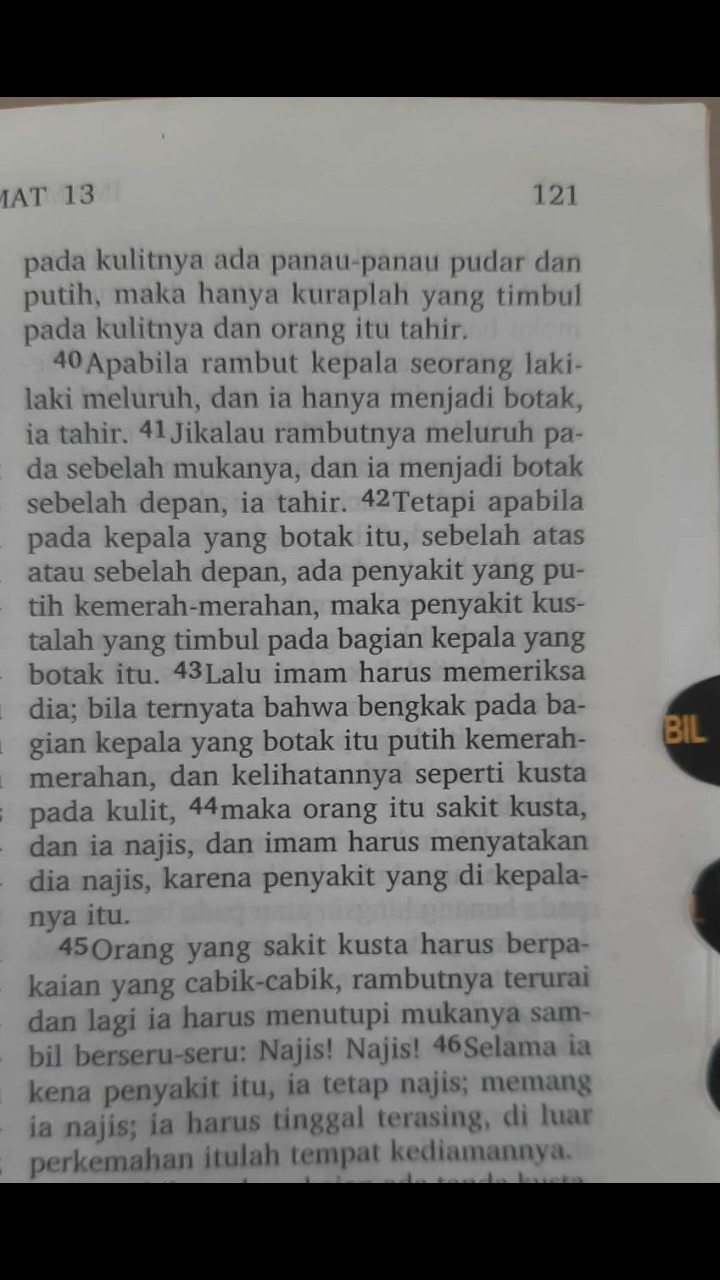 MAT 13
121
pada kulitnya ada panau-panau pudar dan
putih, maka hanya kuraplah yang timbul
pada kulitnya dan orang itu tahir.
40Apabila rambut kepala seorang laki-
laki meluruh, dan ia hanya menjadi botak,
ia tahir. 41Jikalau rambutnya meluruh pa-
da sebelah mukanya, dan ia menjadi botak
sebelah depan, ia tahir. 42Tetapi apabila
pada kepala yang botak itu, sebelah atas
atau sebelah depan, ada penyakit yang pu-
tih kemerah-merahan, maka penyakit kus-
talah yang timbul pada bagian kepala yang
botak itu. 43Lalu imam harus memeriksa
dia; bila ternyata bahwa bengkak pada ba-
gian kepala yang botak itu putih kemerah-
merahan, dan kelihatannya seperti kusta
pada kulit, 44maka orang itu sakit kusta,
dan ia najis, dan imam harus menyatakan
dia najis, karena penyakit yang di kepala-
nya itu.
45Orang yang sakit kusta harus berpa-
kaian yang cabik-cabik, rambutnya terurai
dan lagi ia harus menutupi mukanya sam-
bil berseru-seru: Najis! Najis! 46Selama ia
kena penyakit itu, ia tetap najis; memang
ia najis; ia harus tinggal terasing, di luar
perkemahan itulah tempat kediamannya.
BIL